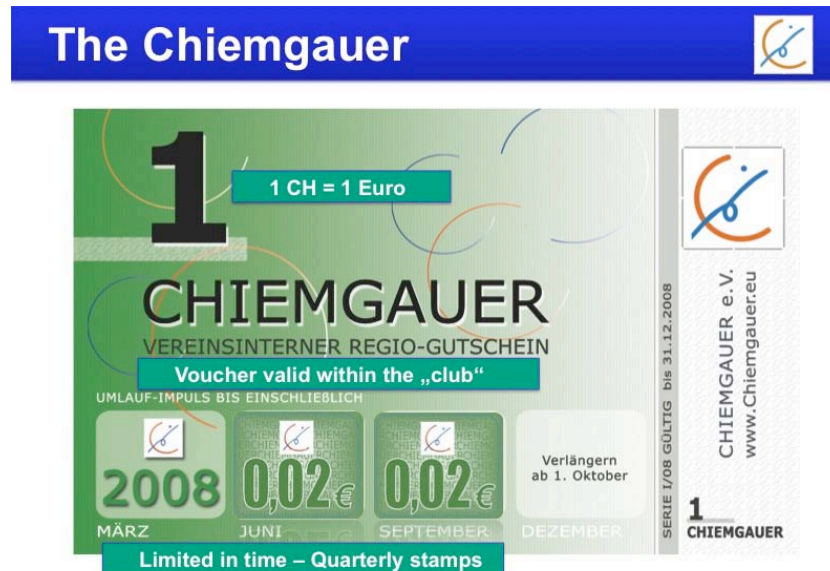 The Chiemgauer
1
1 CH = 1 Euro
CHIEMGAUER
VEREINSINTERNER REGIO-GUTSCHEIN
Voucher valid within the „club“
UMLAUF-IMPULS BIS EINSCHLIEßLICH
2008
0,02€
0,02€
Verlängern
ab 1. Oktober
MÄRZ
JUNI
SEPTEMBER
DEZEMBER
Limited in time – Quarterly stamps
SERIE I/08 GÜLTIG bis 31.12.2008
CHIEMGAUER e.V.
www.Chiemgauer.eu
1
CHIEMGAUER